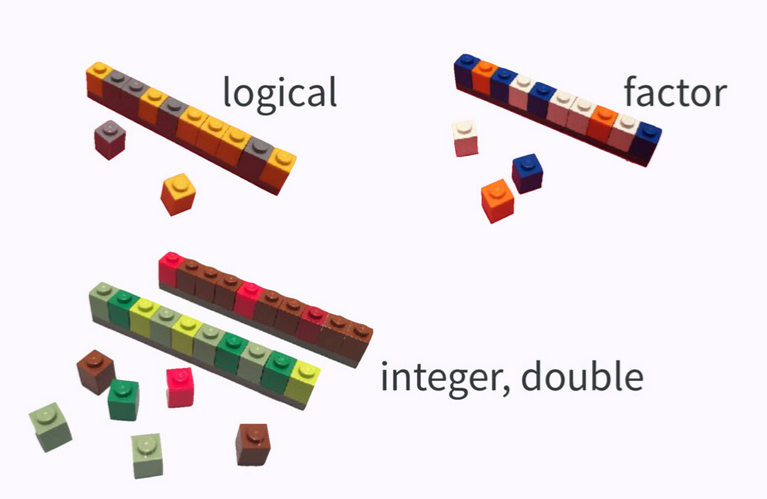 logical
factor
integer, double